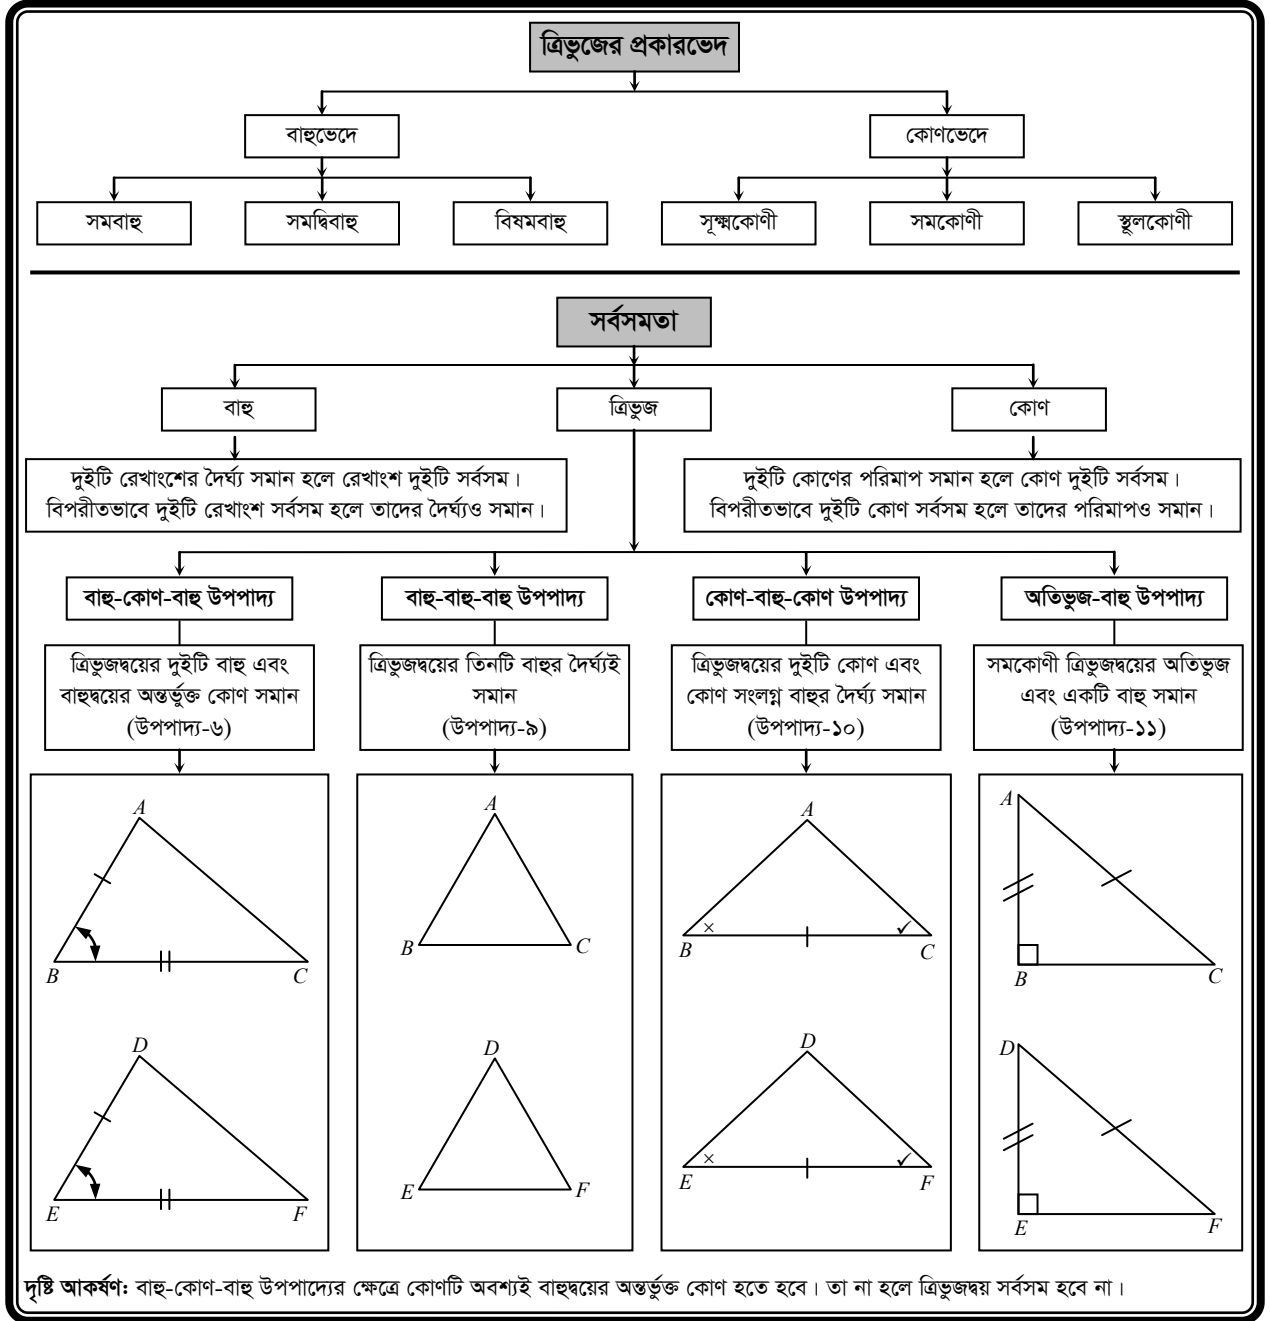 ত্রিভুজের প্রকারভেদ
বাহুভেদে
কোণভেদে
সমবাহু
সমদ্বিবাহু
বিষমবাহু
সূক্ষ্মকোণী
সমকোণী
স্থূলকোণী
সর্বসমতা
বাহু
ত্রিভুজ
কোণ
দুইটি রেখাংশের দৈর্ঘ্য সমান হলে রেখাংশ দুইটি সর্বসম।
বিপরীতভাবে দুইটি রেখাংশ সর্বসম হলে তাদের দৈর্ঘ্যও সমান।
দুইটি কোণের পরিমাপ সমান হলে কোণ দুইটি সর্বসম।
বিপরীতভাবে দুইটি কোণ সর্বসম হলে তাদের পরিমাপও সমান।
বাহু-কোণ-বাহু উপপাদ্য
বাহু-বাহু-বাহু উপপাদ্য
কোণ-বাহু-কোণ উপপাদ্য
অতিভুজ-বাহু উপপাদ্য
ত্রিভুজদ্বয়ের দুইটি বাহু এবং
বাহুদ্বয়ের অন্তর্ভুক্ত কোণ সমান
(উপপাদ্য-৬)
ত্রিভুজদ্বয়ের তিনটি বাহুর দৈর্ঘ্যই
সমান
(উপপাদ্য-৯)
ত্রিভুজদ্বয়ের দুইটি কোণ এবং
কোণ সংলগ্ন বাহুর দৈর্ঘ্য সমান
(উপপাদ্য-১০)
সমকোণী ত্রিভুজদ্বয়ের অতিভুজ
এবং একটি বাহু সমান
(উপপাদ্য-১১)
A
B
C
D
E
F
A
B
C
D
E
F
A
B
C
D
E
F
A
B
C
D
E
F
দৃষ্টি আকর্ষণ: বাহু-কোণ-বাহু উপপাদ্যের ক্ষেত্রে কোণটি অবশ্যই বাহুদ্বয়ের অন্তর্ভুক্ত কোণ হতে হবে। তা না হলে ত্রিভুজদ্বয় সর্বসম হবে না।